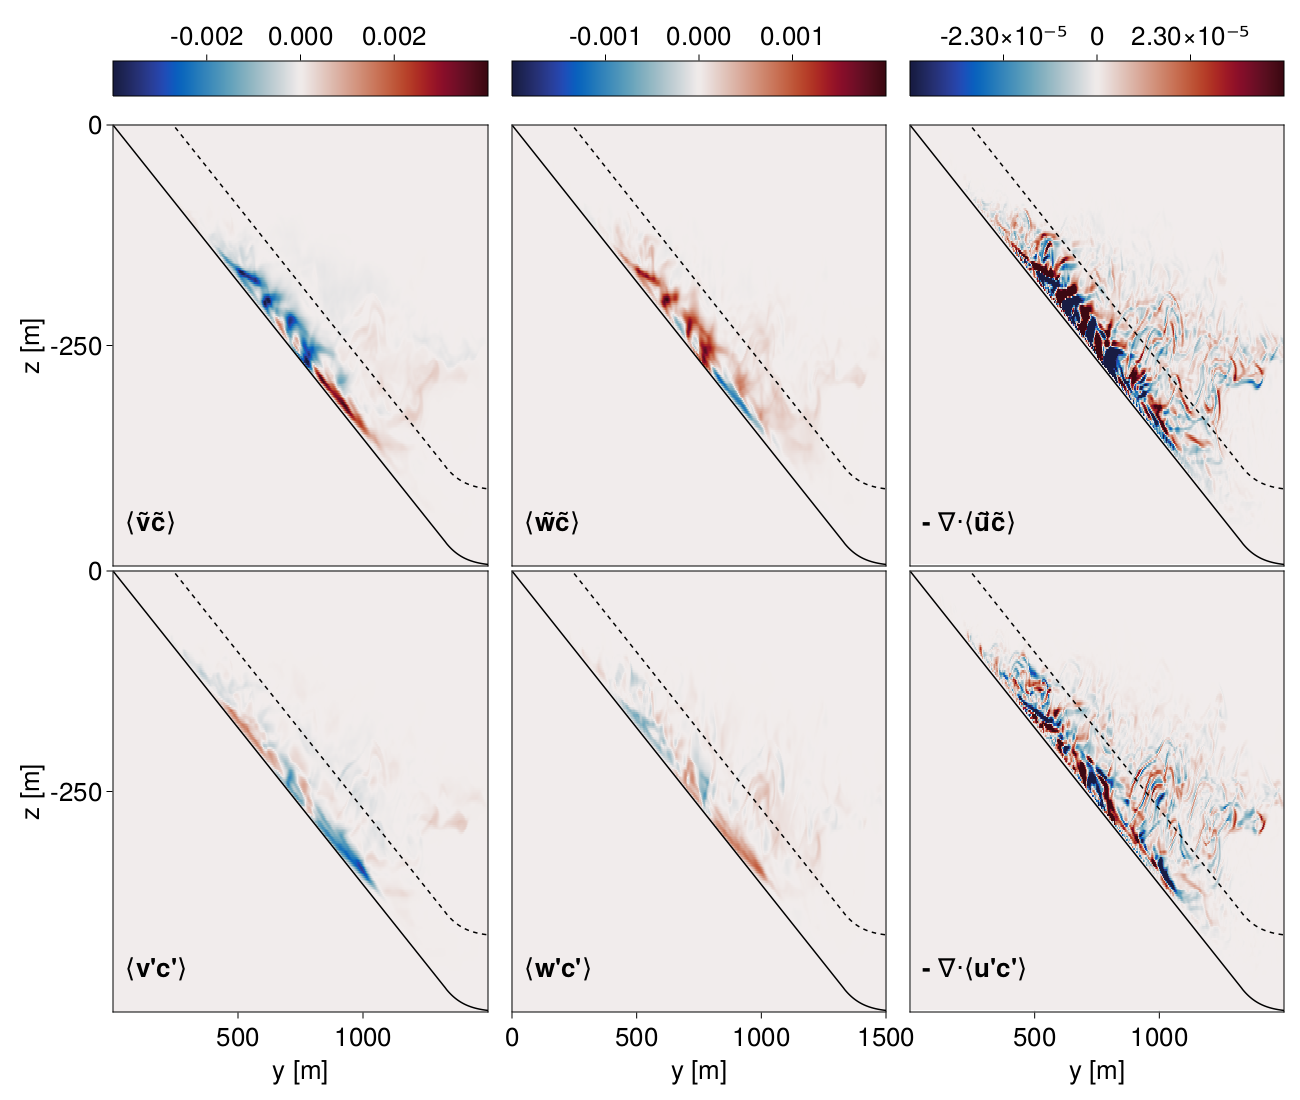 -0.002 0.000 0.002 -0.001 0.000 0.001 -2.30×10⁻⁵ 0 2.30×10⁻⁵
0
z [m]
-250
⟨ṽc̃⟩ ⟨w̃c̃⟩ - ∇·⟨ũc̃⟩
0
z [m]
-250
⟨v'c'⟩ ⟨w'c'⟩ - ∇·⟨u'c'⟩
500 1000 0 500 1000 1500 500 1000
y [m] y [m] y [m]